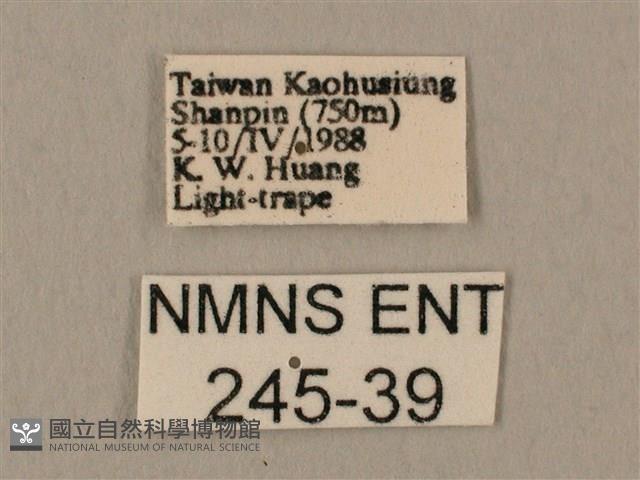 Taiwan Kaohusiung
Shanpin (750m)
5-10/IV/1988
K. W. Huang
Light-trape
NMNS ENT
245-39
國立自然科學博物館
NATIONAL MUSEUM OF NATURAL SCIENCE